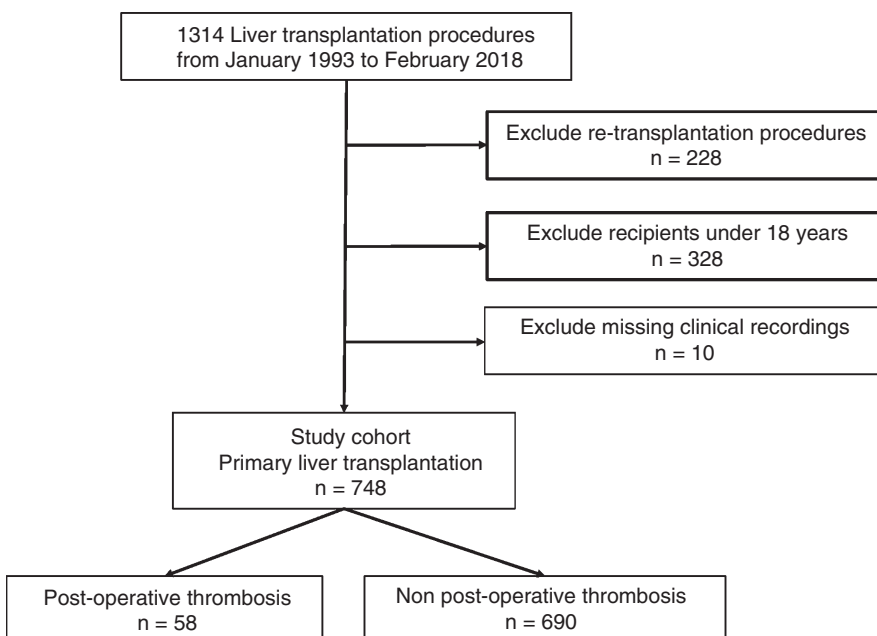 1314 Liver transplantation procedures
from January 1993 to February 2018
Exclude re-transplantation procedures
n = 228
Exclude recipients under 18 years
n = 328
Exclude missing clinical recordings
n = 10
Study cohort
Primary liver transplantation
n = 748
Post-operative thrombosis
n = 58
Non post-operative thrombosis
n = 690